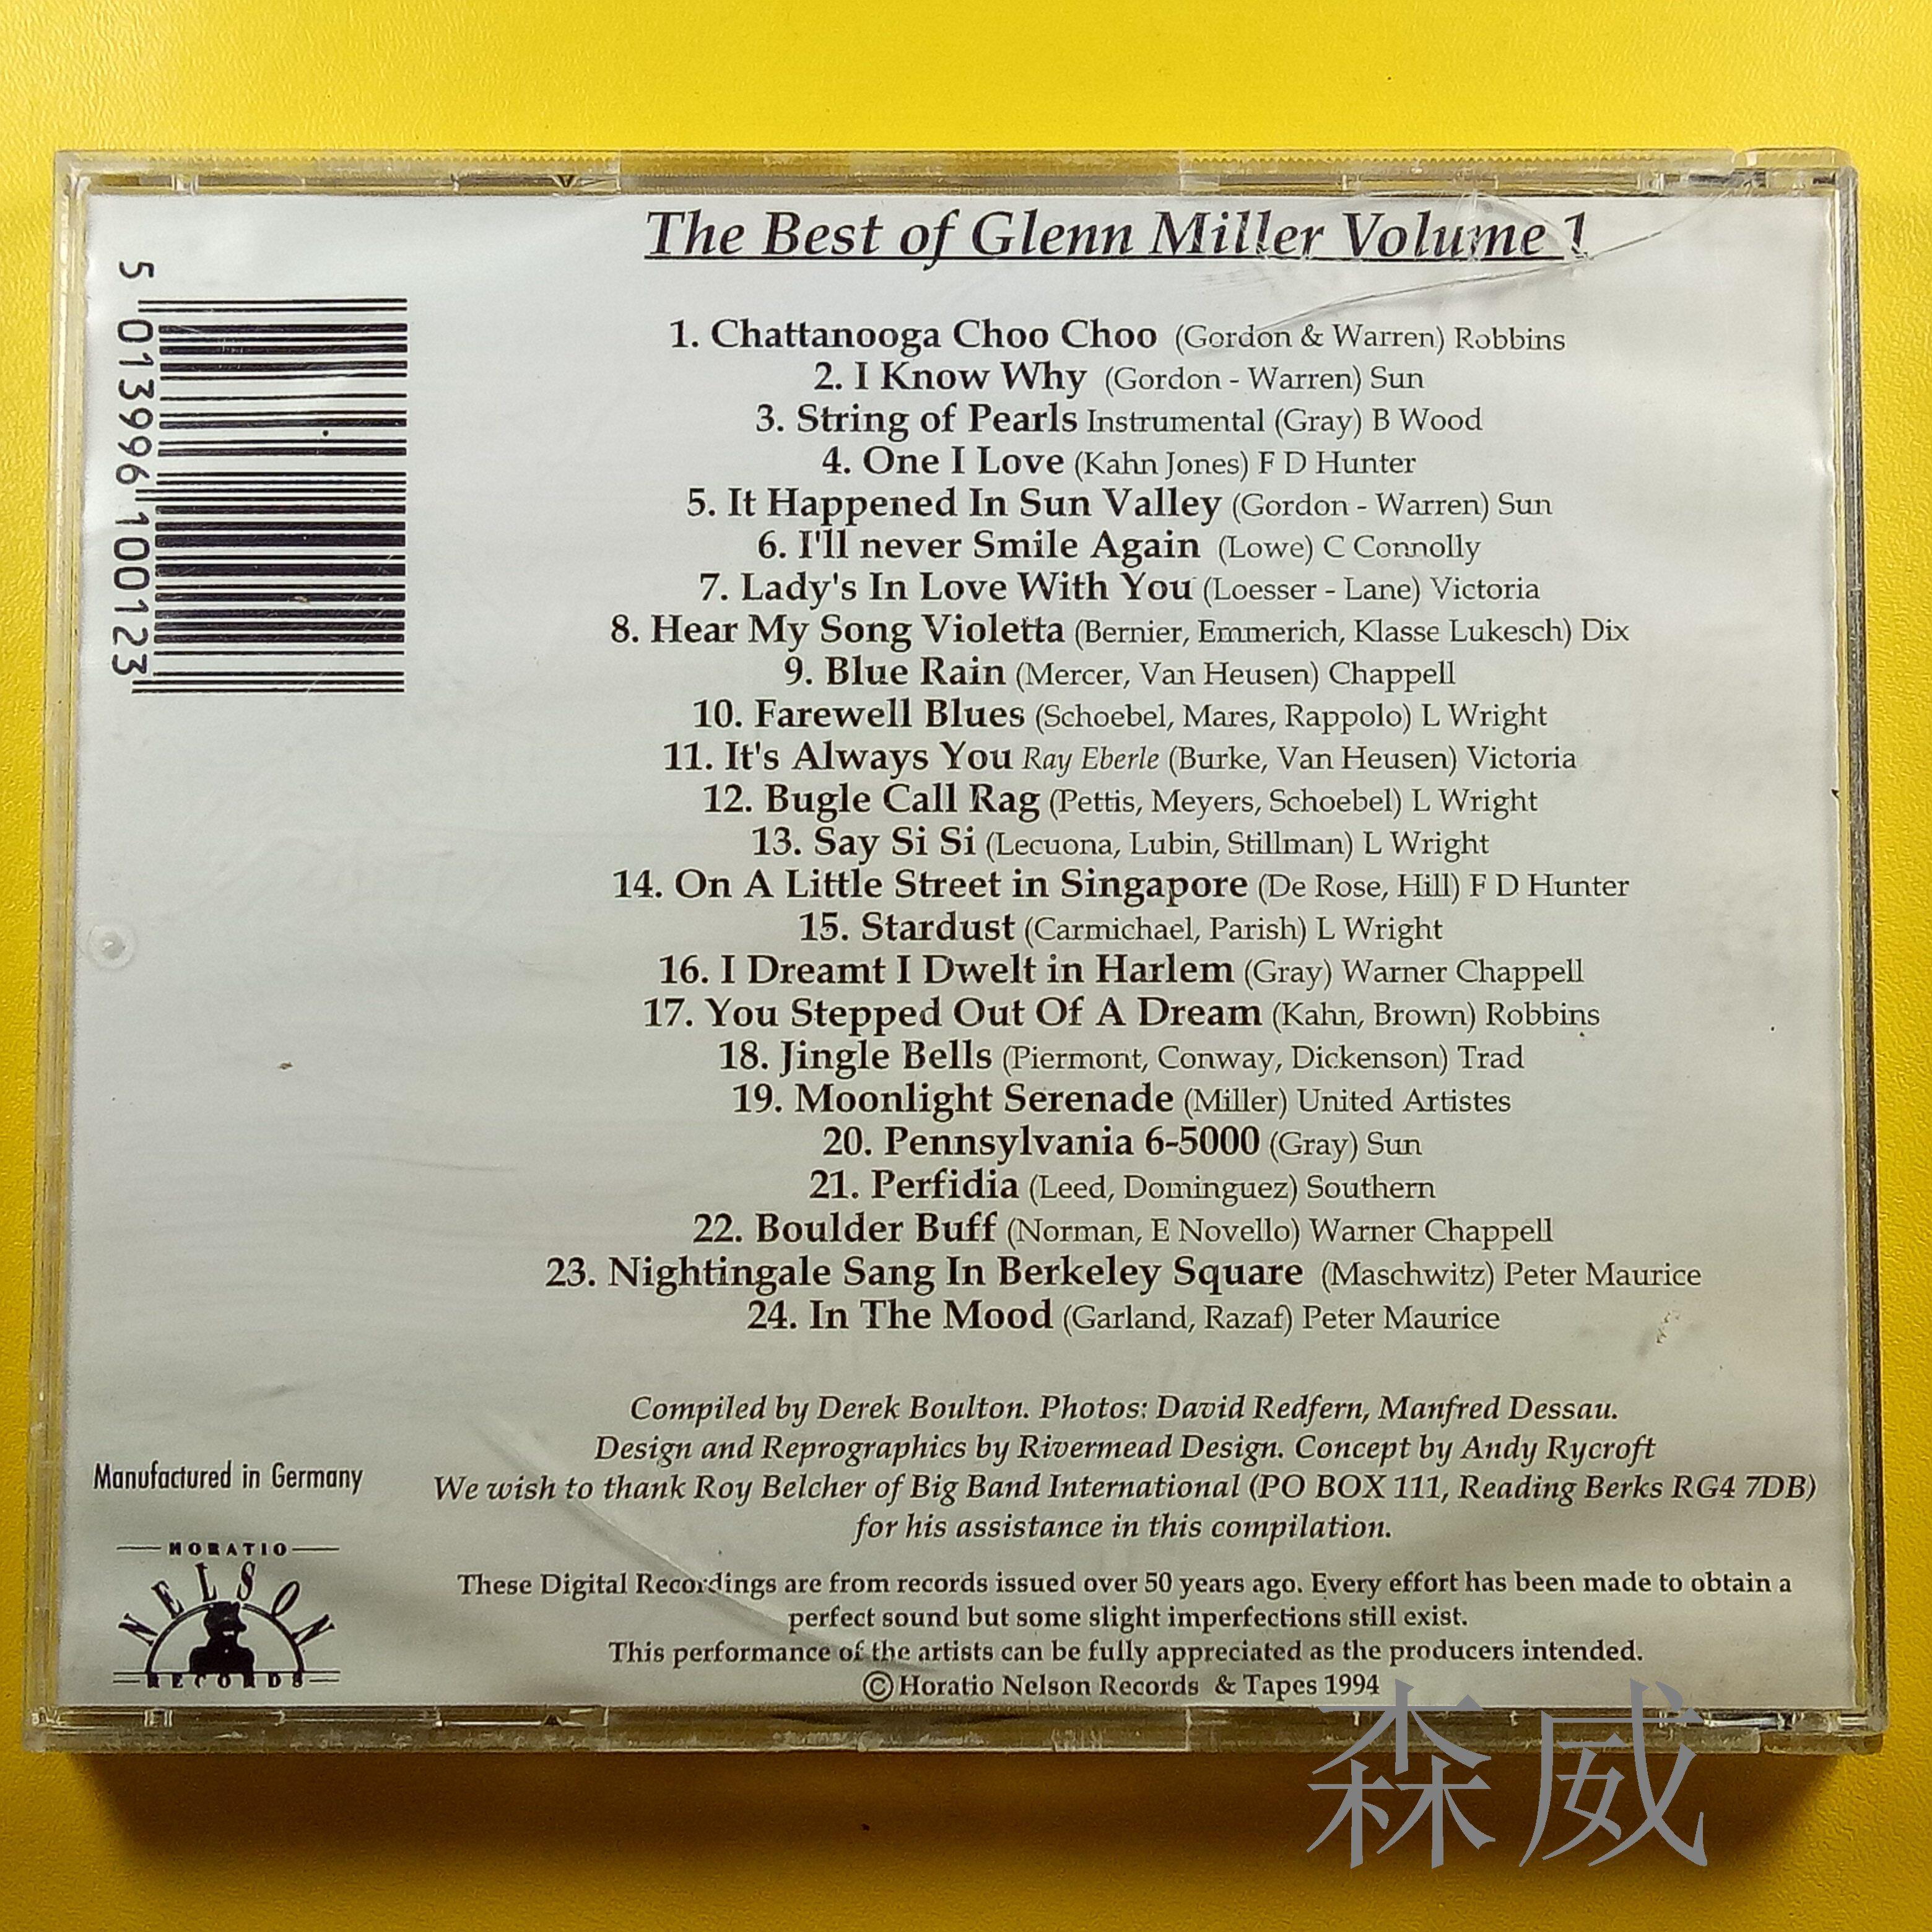 The Best of Glenn Miller Volume 1
5 013996 100123
1. Chattanooga Choo Choo (Gordon & Warren) Robbins
2. I Know Why (Gordon - Warren) Sun
3. String of Pearls Instrumental (Gray) B Wood
4. One I Love (Kahn Jones) F D Hunter
5. It Happened In Sun Valley (Gordon - Warren) Sun
6. I'll never Smile Again (Lowe) C Connolly
7. Lady's In Love With You (Loesser - Lane) Victoria
8. Hear My Song Violetta (Bernier, Emmerich, Klasse Lukesch) Dix
9. Blue Rain (Mercer, Van Heusen) Chappell
10. Farewell Blues (Schoebel, Mares, Rappolo) L Wright
11. It's Always You Ray Eberle (Burke, Van Heusen) Victoria
12. Bugle Call Rag (Pettis, Meyers, Schoebel) L Wright
13. Say Si Si (Lecuona, Lubin, Stillman) L Wright
14. On A Little Street in Singapore (De Rose, Hill) F D Hunter
15. Stardust (Carmichael, Parish) L Wright
16. I Dreamt I Dwelt in Harlem (Gray) Warner Chappell
17. You Stepped Out Of A Dream (Kahn, Brown) Robbins
18. Jingle Bells (Piermont, Conway, Dickenson) Trad
19. Moonlight Serenade (Miller) United Artistes
20. Pennsylvania 6-5000 (Gray) Sun
21. Perfidia (Leed, Dominguez) Southern
22. Boulder Buff (Norman, E Novello) Warner Chappell
23. Nightingale Sang In Berkeley Square (Maschwitz) Peter Maurice
24. In The Mood (Garland, Razaf) Peter Maurice
Compiled by Derek Boulton. Photos: David Redfern, Manfred Dessau.
Design and Reprographics by Rivermead Design. Concept by Andy Rycroft
We wish to thank Roy Belcher of Big Band International (PO BOX 111, Reading Berks RG4 7DB)
for his assistance in this compilation.
Manufactured in Germany
HORATIO
NELSON
RECORDS
These Digital Recordings are from records issued over 50 years ago. Every effort has been made to obtain a
perfect sound but some slight imperfections still exist.
This performance of the artists can be fully appreciated as the producers intended.
©Horatio Nelson Records & Tapes 1994
森威